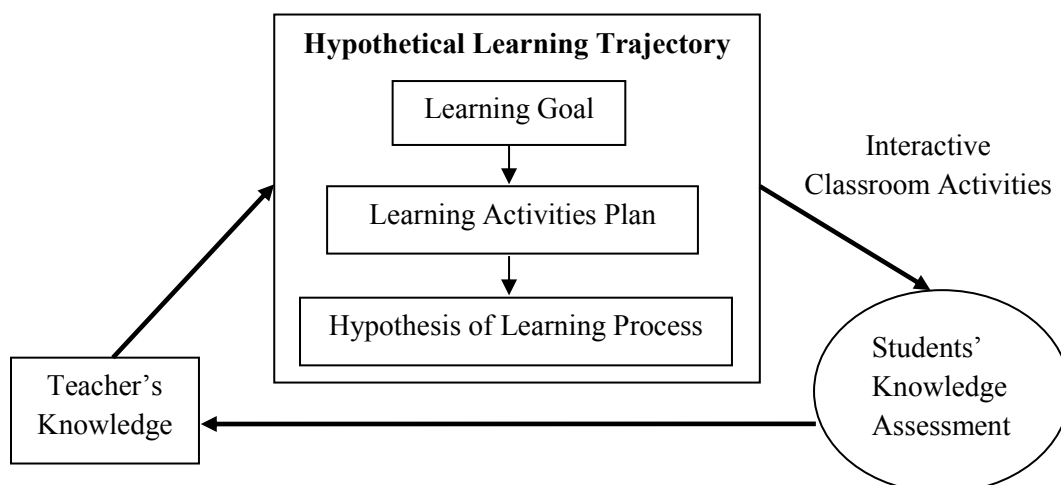 Hypothetical Learning Trajectory
Learning Goal
Learning Activities Plan
Hypothesis of Learning Process
Interactive
Classroom Activities
Students’
Knowledge
Assessment
Teacher’s
Knowledge